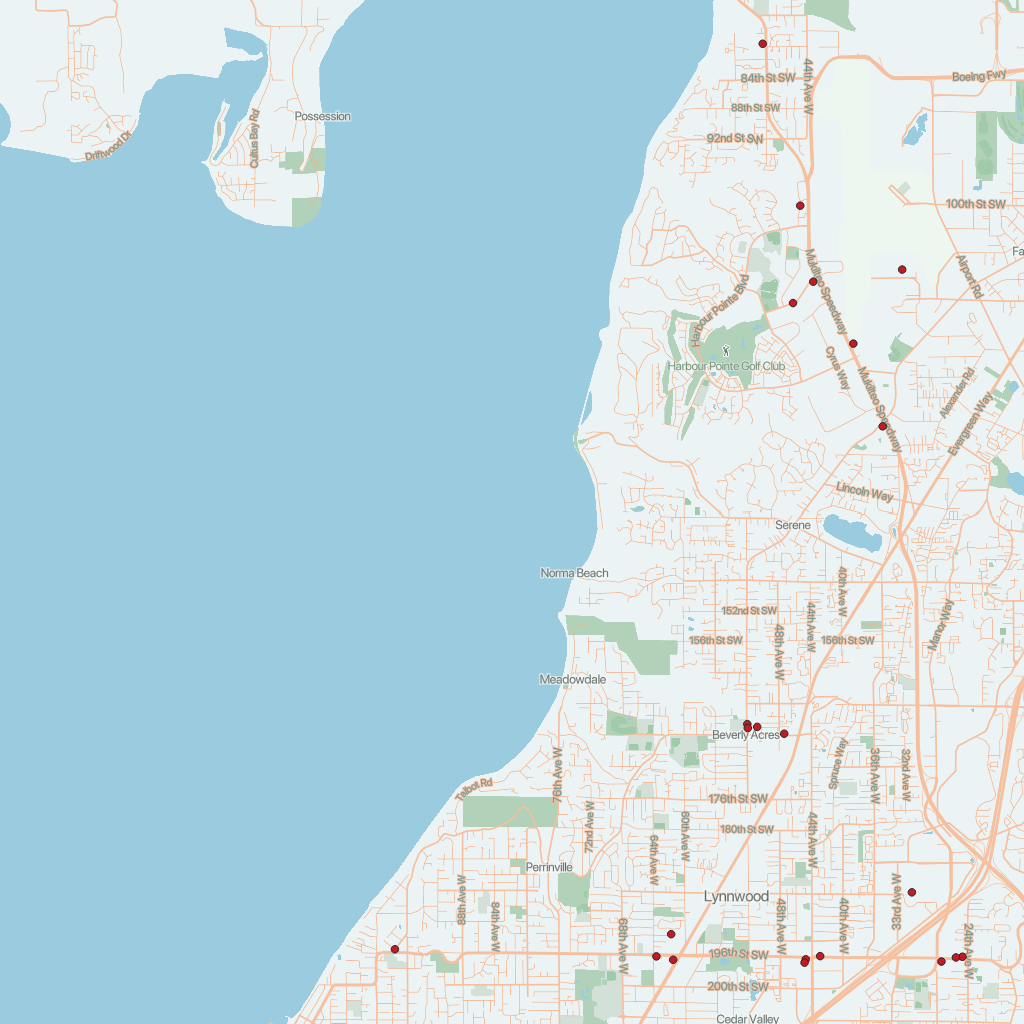 84th St SW
44th Ave W
Boeing Fwy
Possession
Cultus Bay Rd
88th St SW
92nd St SW
Driftwood Dr
100th St SW
Fa
Mukilteo Speedway
Airport Rd
Harbour Pointe Blvd
Harbour Pointe Golf Club
Cyrus Way
Mukilteo Speedway
Alexander Rd
Evergreen Way
Lincoln Way
Serene
Norma Beach
40th Ave W
152nd St SW
44th Ave W
48th Ave W
156th St SW
156th St SW
Manor Way
Meadowdale
Beverly Acres
Spruce Way
36th Ave W
32nd Ave W
76th Ave W
Talbot Rd
176th St SW
72nd Ave W
60th Ave W
180th St SW
44th Ave W
64th Ave W
Perrinville
88th Ave W
84th Ave W
Lynnwood
33rd Ave W
48th Ave W
40th Ave W
68th Ave W
24th Ave W
196th St SW
200th St SW
Cedar Valley